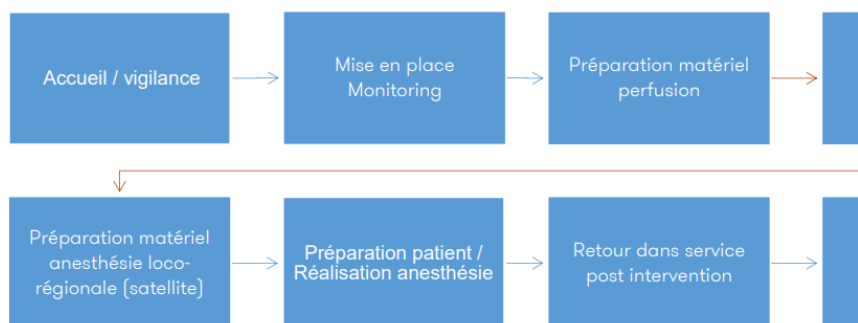 Accueil / vigilance
Mise en place
Monitoring
Préparation matériel
perfusion
Préparation matériel
anesthésie loco-
régionale (satellite)
Préparation patient /
Réalisation anesthésie
Retour dans service
post intervention